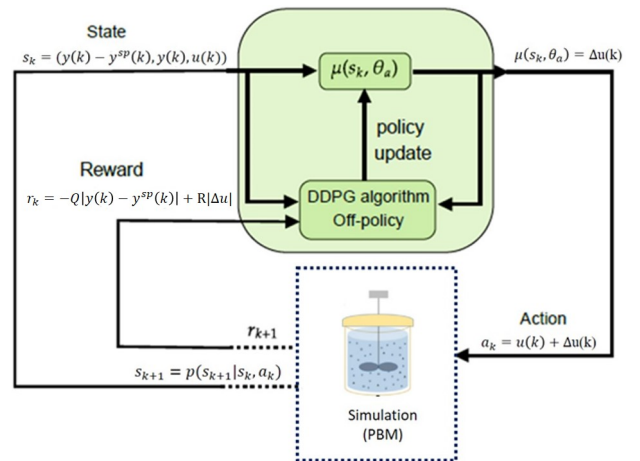 State
s_k = (y(k) − y^{sp}(k), y(k), u(k))
μ(s_k, θ_a)
μ(s_k, θ_a) = Δu(k)
policy
update
Reward
r_k = −Q|y(k) − y^{sp}(k)| + R|Δu|
DDPG algorithm
Off-policy
r_{k+1}
s_{k+1} = p(s_{k+1}|s_k, a_k)
Action
a_k = u(k) + Δu(k)
Simulation
(PBM)